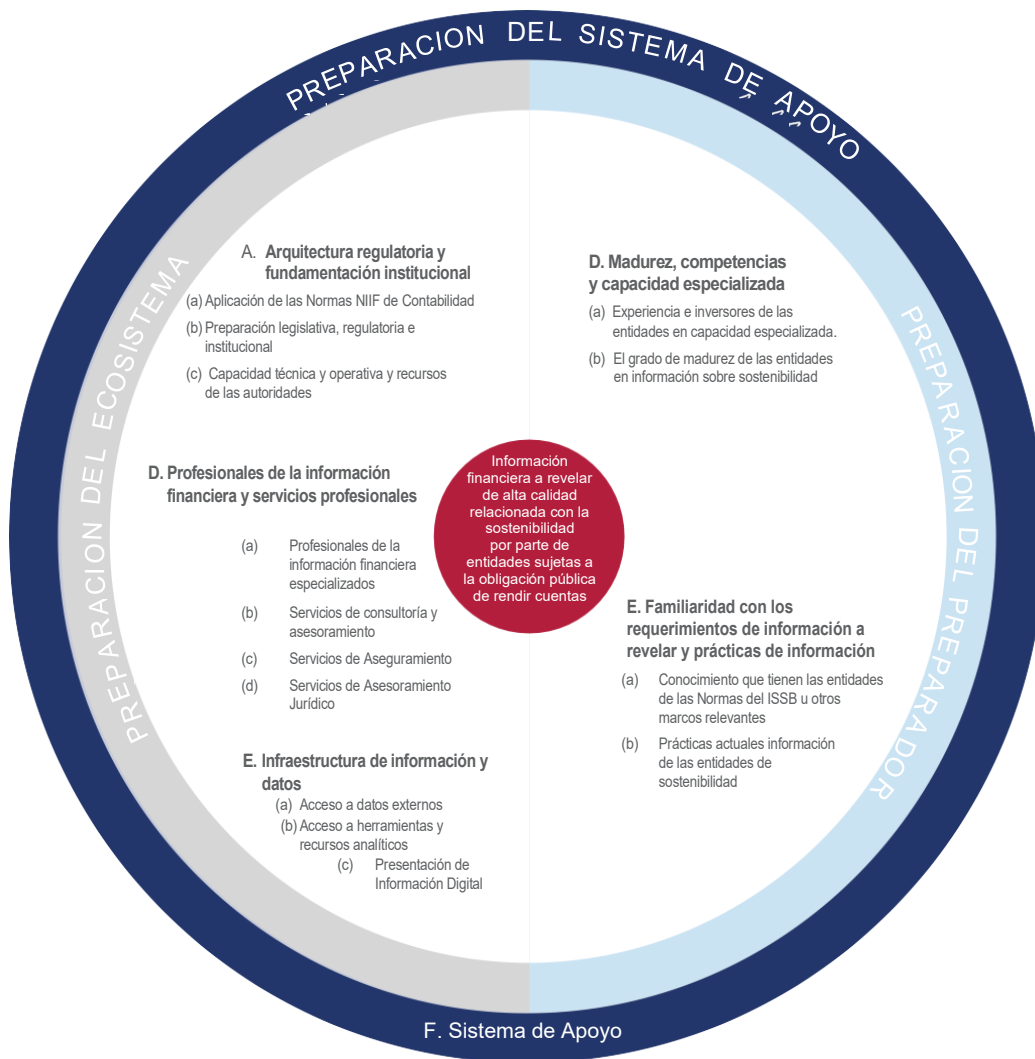 PREPARACION DEL SISTEMA DE APOYO
PREPARACION DEL ECOSISTEMA
A. Arquitectura regulatoria y
fundamentación institucional
(a) Aplicación de las Normas NIIF de Contabilidad
(b) Preparación legislativa, regulatoria e
institucional
(c) Capacidad técnica y operativa y recursos
de las autoridades
D. Profesionales de la información
financiera y servicios profesionales
(a) Profesionales de la
información financiera
especializados
(b) Servicios de consultoría y
asesoramiento
(c) Servicios de Aseguramiento
(d) Servicios de Asesoramiento
Jurídico
E. Infraestructura de información y
datos
(a) Acceso a datos externos
(b) Acceso a herramientas y
recursos analíticos
(c) Presentación de
Información Digital
Información
financiera a revelar
de alta calidad
relacionada con la
sostenibilidad
por parte de
entidades sujetas a
la obligación pública
de rendir cuentas
PREPARACION DEL PREPARADOR
D. Madurez, competencias
y capacidad especializada
(a) Experiencia e inversores de las
entidades en capacidad especializada.
(b) El grado de madurez de las entidades
en información sobre sostenibilidad
E. Familiaridad con los
requerimientos de información a
revelar y prácticas de información
(a) Conocimiento que tienen las entidades
de las Normas del ISSB u otros
marcos relevantes
(b) Prácticas actuales información
de las entidades de
sostenibilidad
F. Sistema de Apoyo